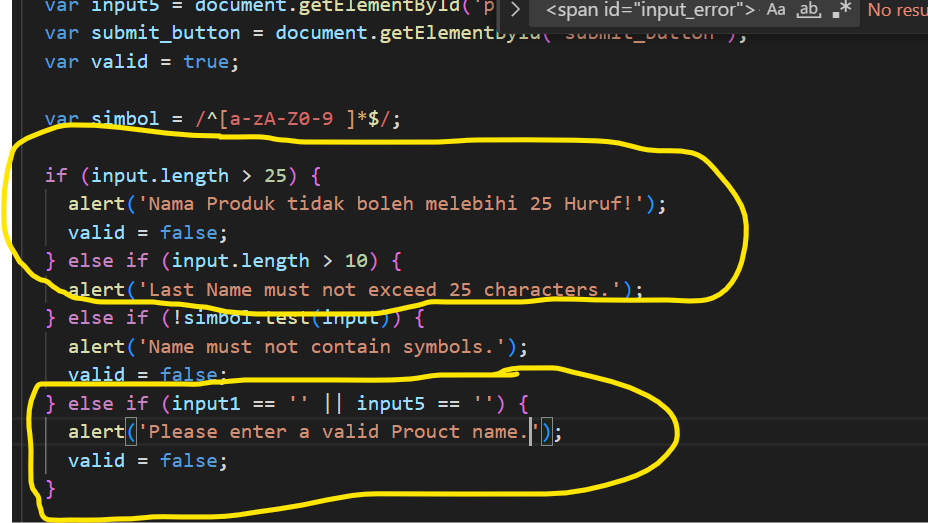 var input5 = document.getElementById('p
<span id="input_error"> Aa ab .* No resu
var submit_button = document.getElementById('submit_button');
var valid = true;
var simbol = /^[a-zA-Z0-9 ]*$/;
if (input.length > 25) {
alert('Nama Produk tidak boleh melebihi 25 Huruf!');
valid = false;
} else if (input.length > 10) {
alert('Last Name must not exceed 25 characters.');
} else if (!simbol.test(input)) {
alert('Name must not contain symbols.');
valid = false;
} else if (input1 == '' || input5 == '') {
alert('Please enter a valid Prouct name.');
valid = false;
}